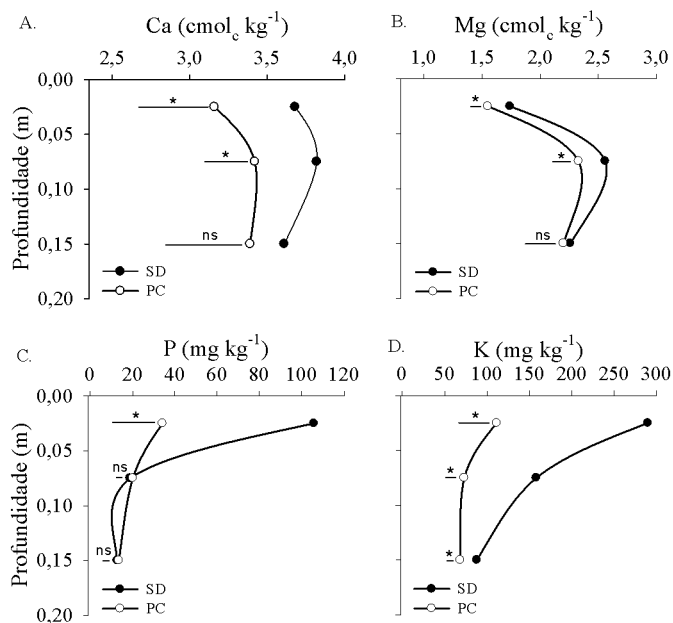 A. Ca (cmol_c kg⁻¹)
2,5 3,0 3,4 4,0
0,00
0,05
0,10
0,15
0,20
Profundidade (m)
*
*
ns
SD
PC
B. Mg (cmol_c kg⁻¹)
1,0 1,5 2,0 2,5 3,0
*
*
ns
SD
PC
C. P (mg kg⁻¹)
0 20 40 60 80 100 120
0,00
0,05
0,10
0,15
0,20
Profundidade (m)
*
ns
ns
SD
PC
D. K (mg kg⁻¹)
0 50 100 150 200 250 300
*
*
*
SD
PC